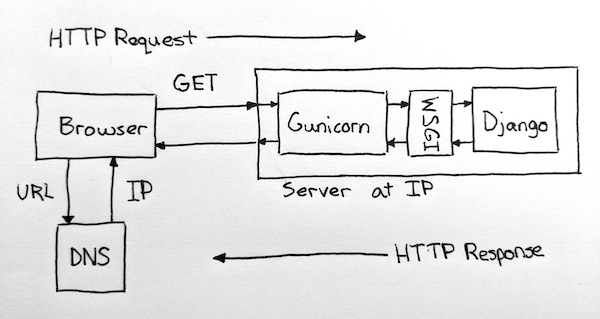 HTTP Request
GET
Browser
Gunicorn
WSGI
Django
URL
IP
Server at IP
DNS
HTTP Response